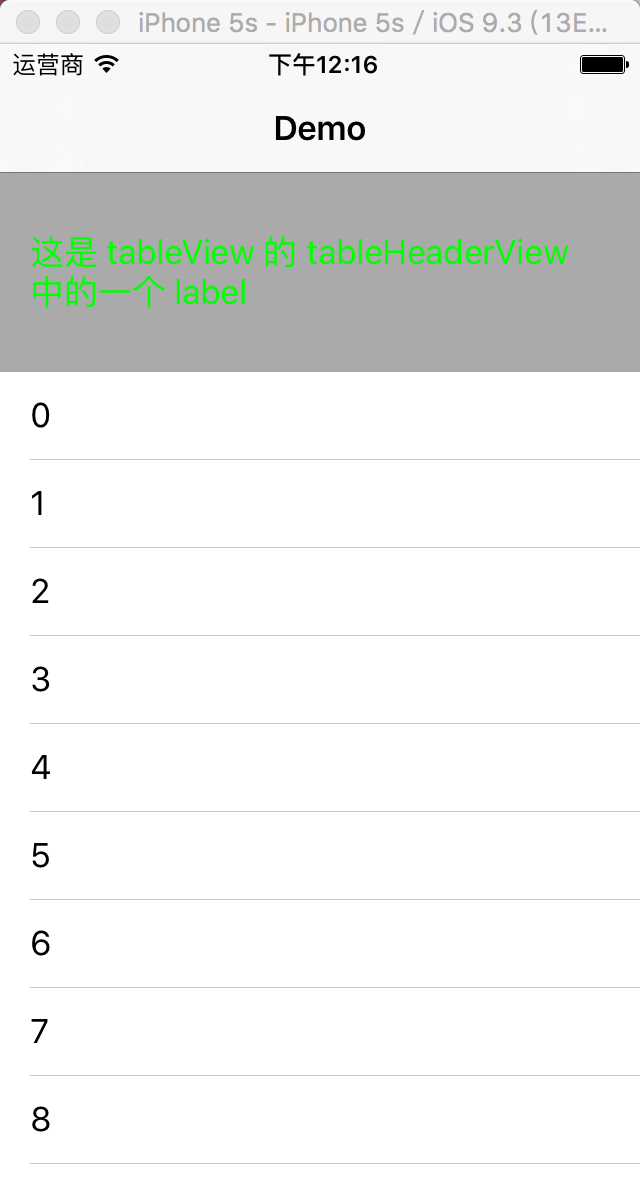 iPhone 5s - iPhone 5s / iOS 9.3 (13E...
运营商 下午12:16
Demo
这是 tableView 的 tableHeaderView
中的一个 label
0
1
2
3
4
5
6
7
8